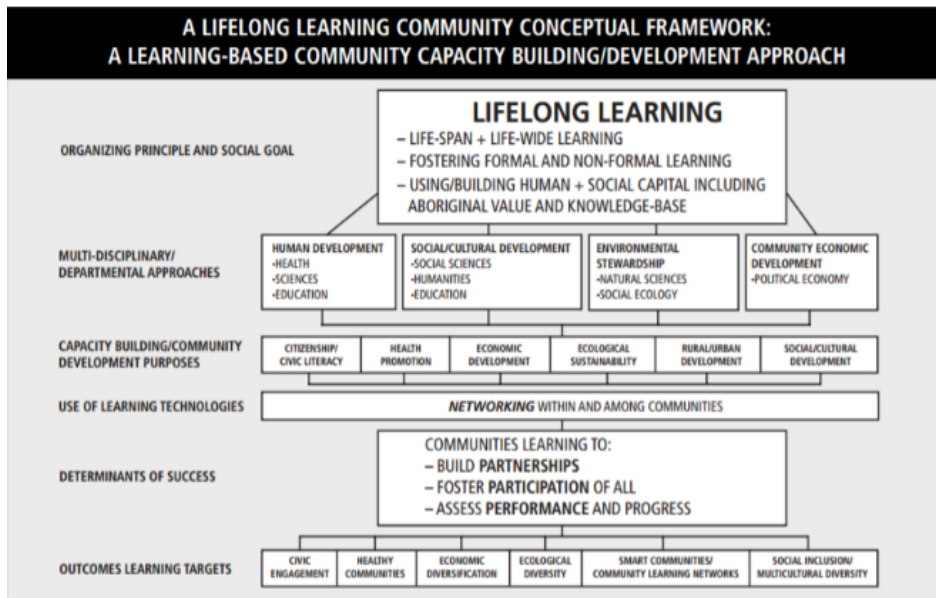 A LIFELONG LEARNING COMMUNITY CONCEPTUAL FRAMEWORK:
A LEARNING-BASED COMMUNITY CAPACITY BUILDING/DEVELOPMENT APPROACH
ORGANIZING PRINCIPLE AND SOCIAL GOAL
LIFELONG LEARNING
– LIFE-SPAN + LIFE-WIDE LEARNING
– FOSTERING FORMAL AND NON-FORMAL LEARNING
– USING/BUILDING HUMAN + SOCIAL CAPITAL INCLUDING
ABORIGINAL VALUE AND KNOWLEDGE-BASE
MULTI-DISCIPLINARY/
DEPARTMENTAL APPROACHES
HUMAN DEVELOPMENT
•HEALTH
•SCIENCES
•EDUCATION
SOCIAL/CULTURAL DEVELOPMENT
•SOCIAL SCIENCES
•HUMANITIES
•EDUCATION
ENVIRONMENTAL
STEWARDSHIP
•NATURAL SCIENCES
•SOCIAL ECOLOGY
COMMUNITY ECONOMIC
DEVELOPMENT
•POLITICAL ECONOMY
CAPACITY BUILDING/COMMUNITY
DEVELOPMENT PURPOSES
CITIZENSHIP/
CIVIC LITERACY
HEALTH
PROMOTION
ECONOMIC
DEVELOPMENT
ECOLOGICAL
SUSTAINABILITY
RURAL/URBAN
DEVELOPMENT
SOCIAL/CULTURAL
DEVELOPMENT
USE OF LEARNING TECHNOLOGIES
NETWORKING WITHIN AND AMONG COMMUNITIES
DETERMINANTS OF SUCCESS
COMMUNITIES LEARNING TO:
– BUILD PARTNERSHIPS
– FOSTER PARTICIPATION OF ALL
– ASSESS PERFORMANCE AND PROGRESS
OUTCOMES LEARNING TARGETS
CIVIC
ENGAGEMENT
HEALTHY
COMMUNITIES
ECONOMIC
DIVERSIFICATION
ECOLOGICAL
DIVERSITY
SMART COMMUNITIES/
COMMUNITY LEARNING NETWORKS
SOCIAL INCLUSION/
MULTICULTURAL DIVERSITY